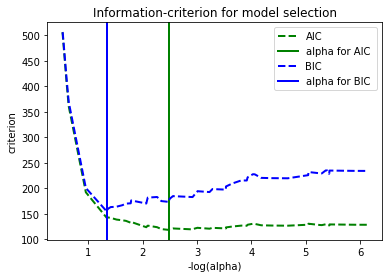 Information-criterion for model selection
AIC
alpha for AIC
BIC
alpha for BIC
criterion
500
450
400
350
300
250
200
150
100
1 2 3 4 5 6
-log(alpha)